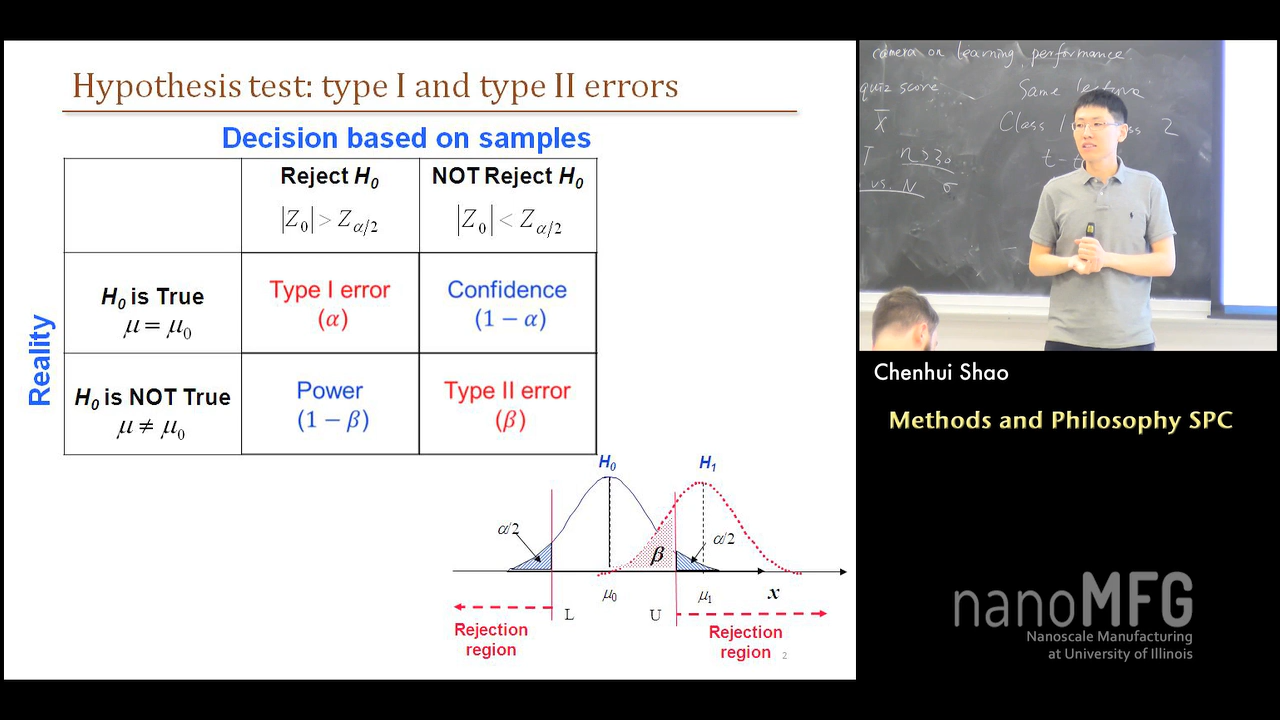 Hypothesis test: type I and type II errors
Decision based on samples
Reject H₀
|Z₀| > Z_{α/2}
NOT Reject H₀
|Z₀| < Z_{α/2}
Reality
H₀ is True
μ = μ₀
Type I error
(α)
Confidence
(1 − α)
H₀ is NOT True
μ ≠ μ₀
Power
(1 − β)
Type II error
(β)
H₀
H₁
α/2
β
α/2
μ₀
μ₁
x
L
U
Rejection
region
Rejection
region
2
camera on learning performance
quiz score
Same lecture
X̄
Class 1
2
n≥30
t-t
vs. N
σ
Chenhui Shao
Methods and Philosophy SPC
nanoMFG
Nanoscale Manufacturing
at University of Illinois